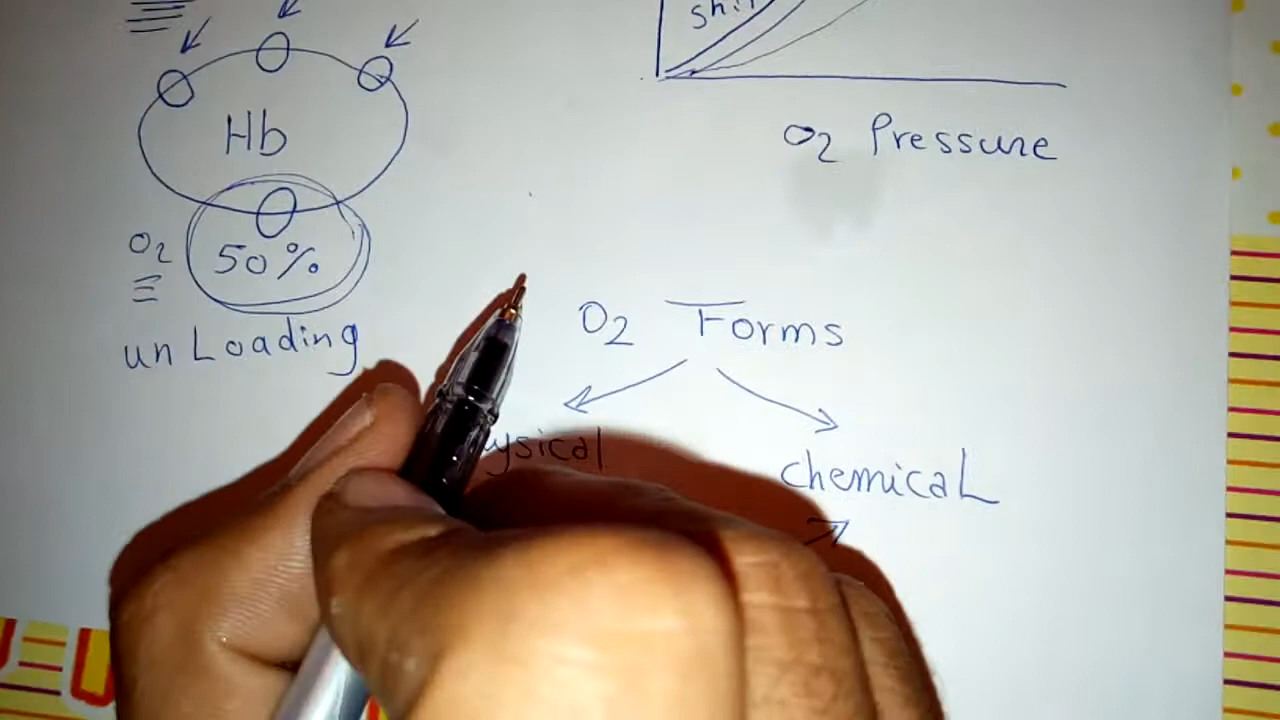 Hb
O2 Pressure
O2 50%
un Loading
O2 Forms
chemical